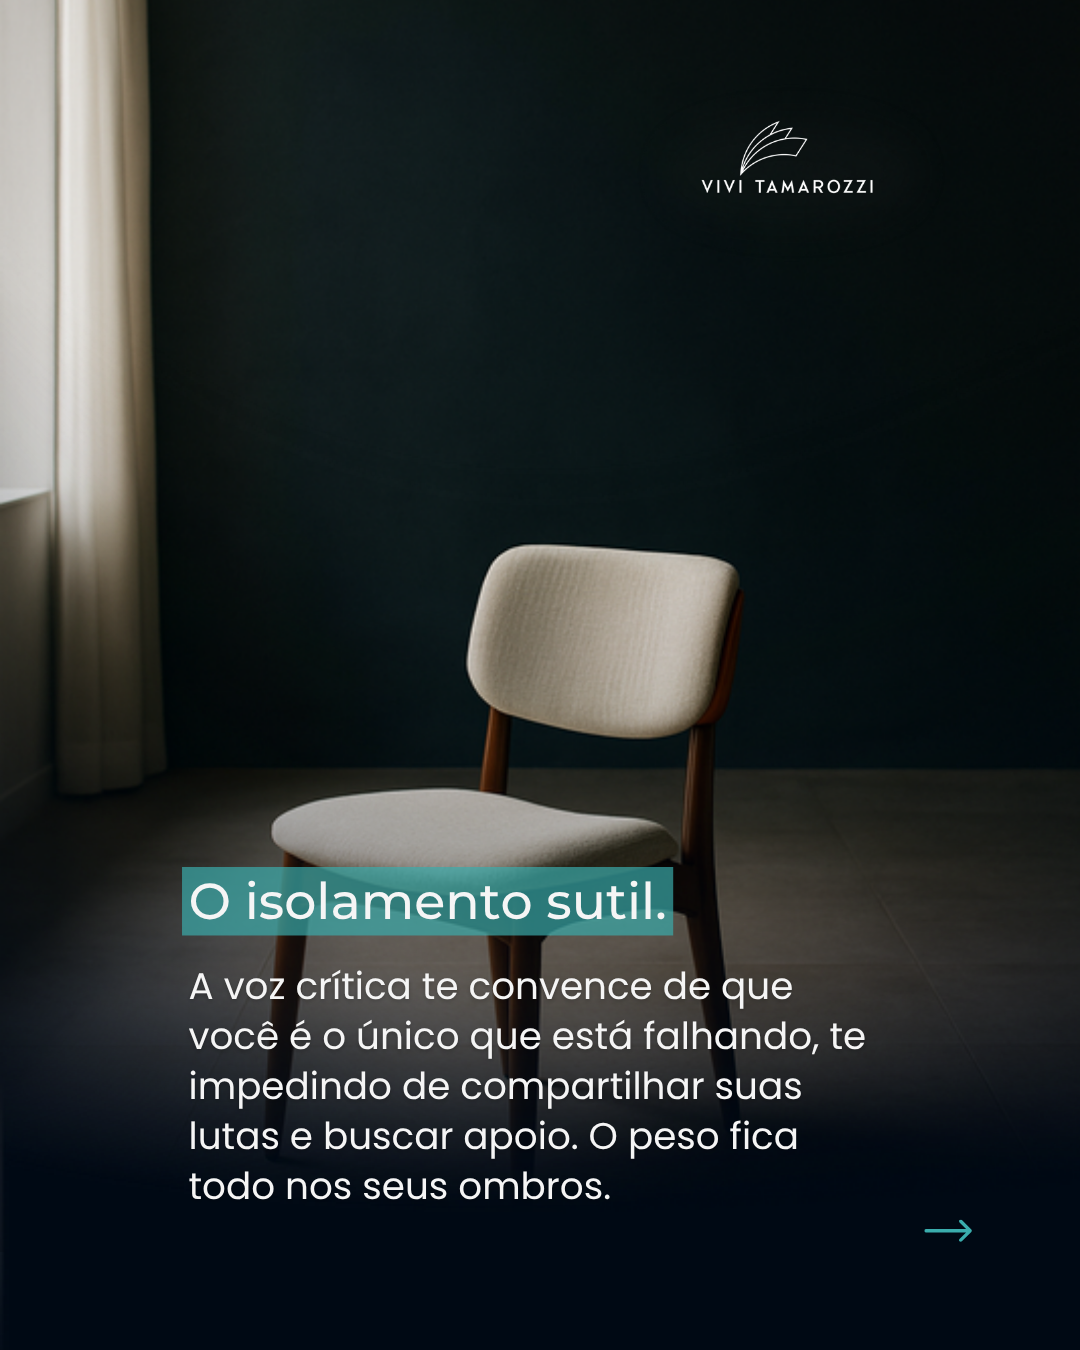 VIVI TAMAROZZI
O isolamento sutil.
A voz crítica te convence de que
você é o único que está falhando, te
impedindo de compartilhar suas
lutas e buscar apoio. O peso fica
todo nos seus ombros.